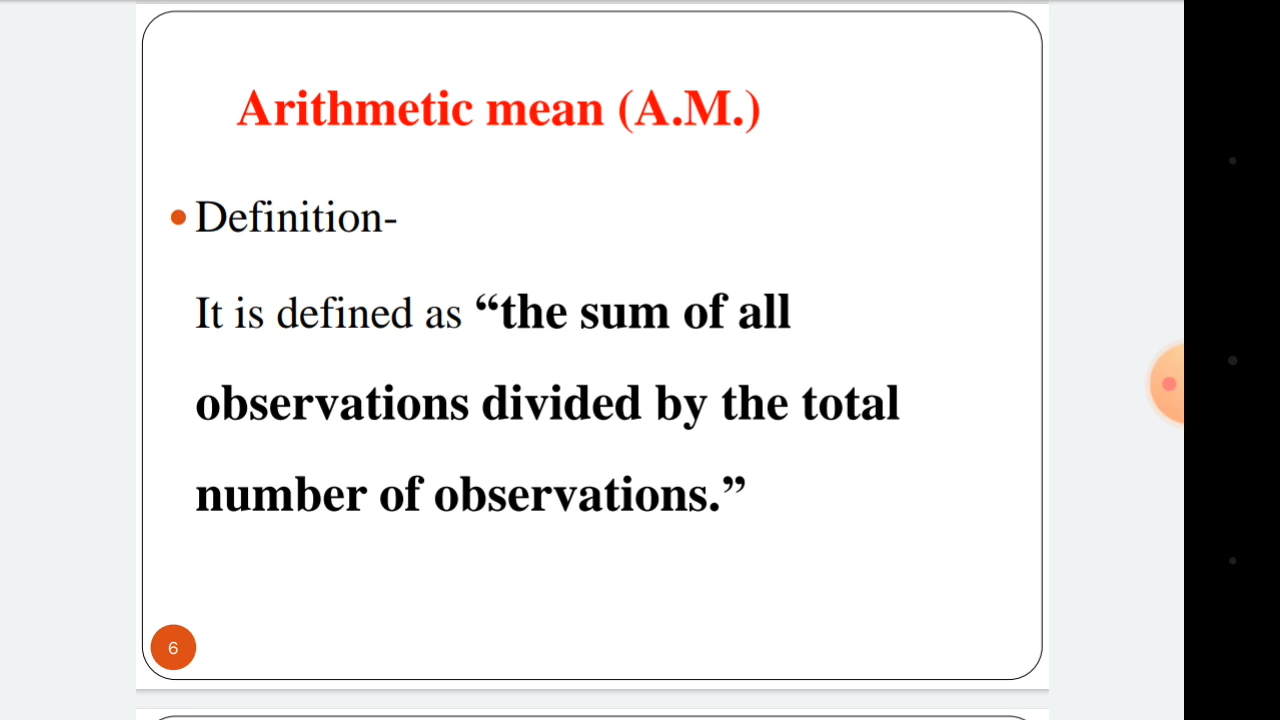 Arithmetic mean (A.M.)
• Definition-
It is defined as “the sum of all
observations divided by the total
number of observations.”
6